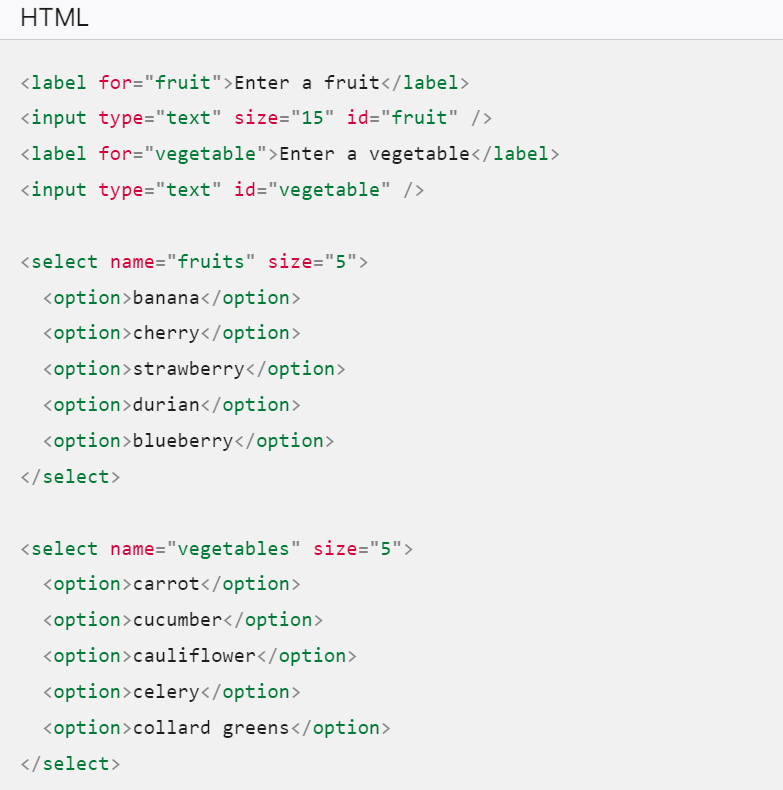 HTML
<label for="fruit">Enter a fruit</label>
<input type="text" size="15" id="fruit" />
<label for="vegetable">Enter a vegetable</label>
<input type="text" id="vegetable" />
<select name="fruits" size="5">
  <option>banana</option>
  <option>cherry</option>
  <option>strawberry</option>
  <option>durian</option>
  <option>blueberry</option>
</select>
<select name="vegetables" size="5">
  <option>carrot</option>
  <option>cucumber</option>
  <option>cauliflower</option>
  <option>celery</option>
  <option>collard greens</option>
</select>